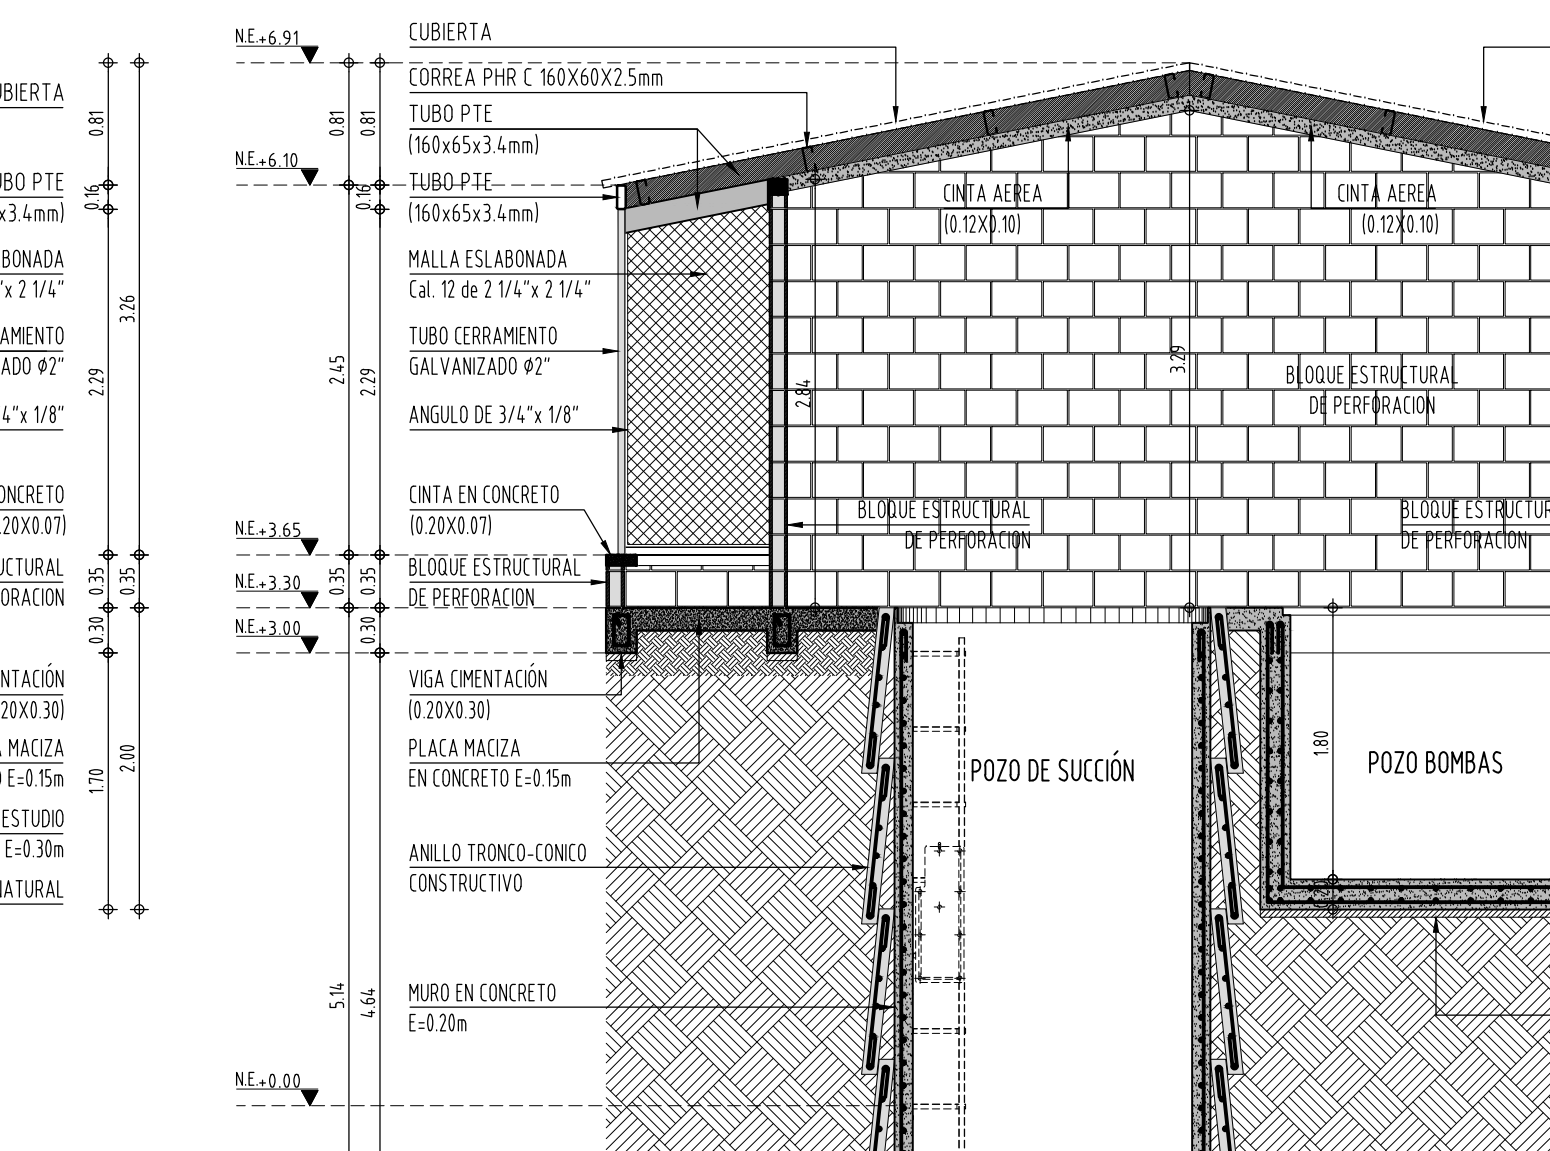 UBIERTA
UBO PTE
x3.4mm)
BONADA
"x 2 1/4"
AMIENTO
ADO ϕ2"
4"x 1/8"
ONCRETO
.20X0.07)
UCTURAL
ORACION
NTACIÓN
20X0.30)
A MACIZA
O E=0.15m
ESTUDIO
E=0.30m
NATURAL
0.81
0.16
2.29
3.26
0.35
0.35
0.30
1.70
2.00
N.E.+6.91
N.E.+6.10
N.E.+3.65
N.E.+3.30
N.E.+3.00
N.E.+0.00
0.81
0.81
0.16
2.45
2.29
0.35
0.35
0.30
5.14
4.64
CUBIERTA
CORREA PHR C 160X60X2.5mm
TUBO PTE
(160x65x3.4mm)
TUBO PTE
(160x65x3.4mm)
MALLA ESLABONADA
Cal. 12 de 2 1/4"x 2 1/4"
TUBO CERRAMIENTO
GALVANIZADO ϕ2"
ANGULO DE 3/4"x 1/8"
CINTA EN CONCRETO
(0.20X0.07)
BLOQUE ESTRUCTURAL
DE PERFORACION
VIGA CIMENTACIÓN
(0.20X0.30)
PLACA MACIZA
EN CONCRETO E=0.15m
ANILLO TRONCO-CONICO
CONSTRUCTIVO
MURO EN CONCRETO
E=0.20m
CINTA AEREA
(0.12X0.10)
CINTA AEREA
(0.12X0.10)
2.84
3.29
BLOQUE ESTRUCTURAL
DE PERFORACION
BLOQUE ESTRUCTURAL
DE PERFORACION
BLOQUE ESTRUCTUR
DE PERFORACION
POZO DE SUCCIÓN
1.80
POZO BOMBAS